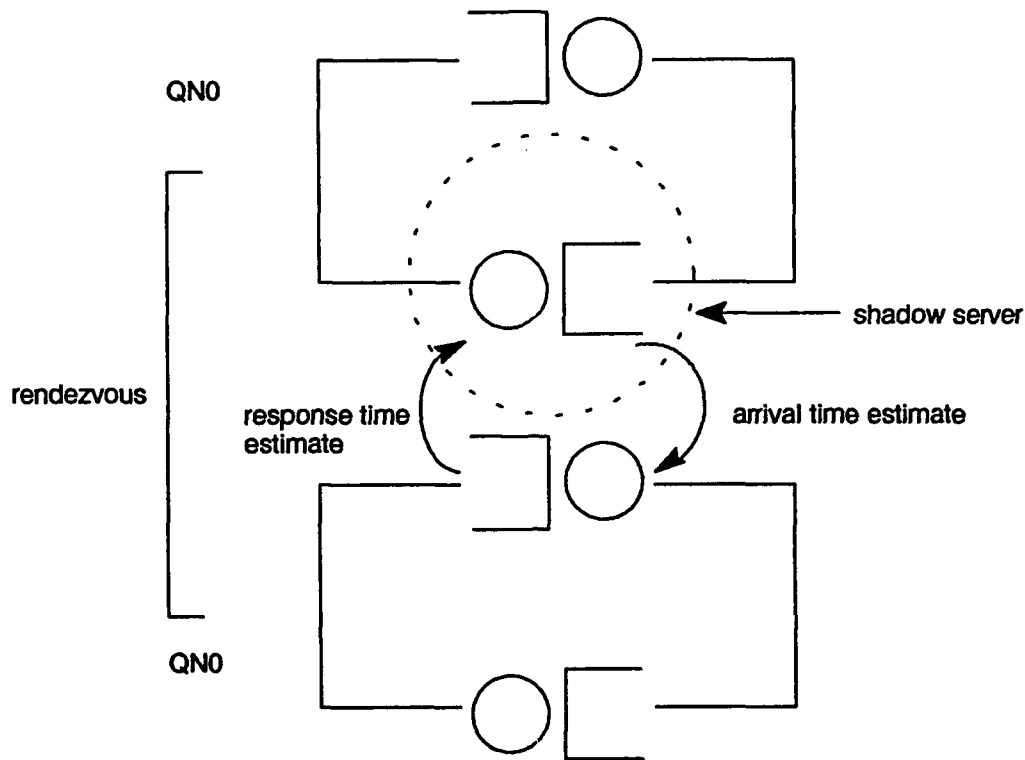 QN0
shadow server
rendezvous
response time
estimate
arrival time estimate
QN0